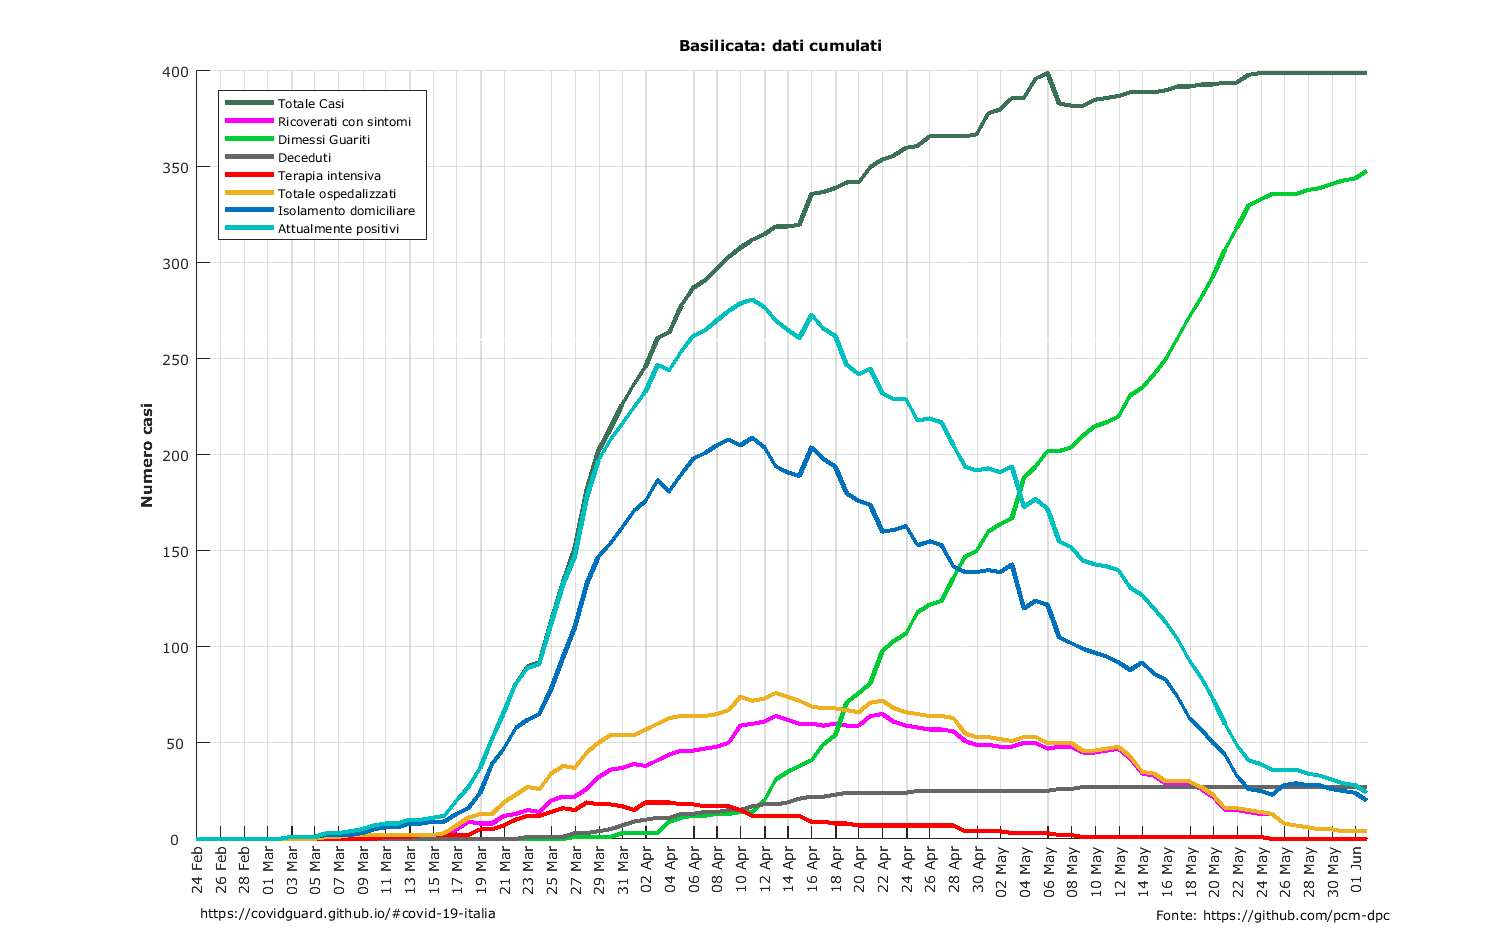 Basilicata: dati cumulati
Numero casi
400
350
300
250
200
150
100
50
0
Totale Casi
Ricoverati con sintomi
Dimessi Guariti
Deceduti
Terapia intensiva
Totale ospedalizzati
Isolamento domiciliare
Attualmente positivi
24 Feb
26 Feb
28 Feb
01 Mar
03 Mar
05 Mar
07 Mar
09 Mar
11 Mar
13 Mar
15 Mar
17 Mar
19 Mar
21 Mar
23 Mar
25 Mar
27 Mar
29 Mar
31 Mar
02 Apr
04 Apr
06 Apr
08 Apr
10 Apr
12 Apr
14 Apr
16 Apr
18 Apr
20 Apr
22 Apr
24 Apr
26 Apr
28 Apr
30 Apr
02 May
04 May
06 May
08 May
10 May
12 May
14 May
16 May
18 May
20 May
22 May
24 May
26 May
28 May
30 May
01 Jun
https://covidguard.github.io/#covid-19-italia
Fonte: https://github.com/pcm-dpc